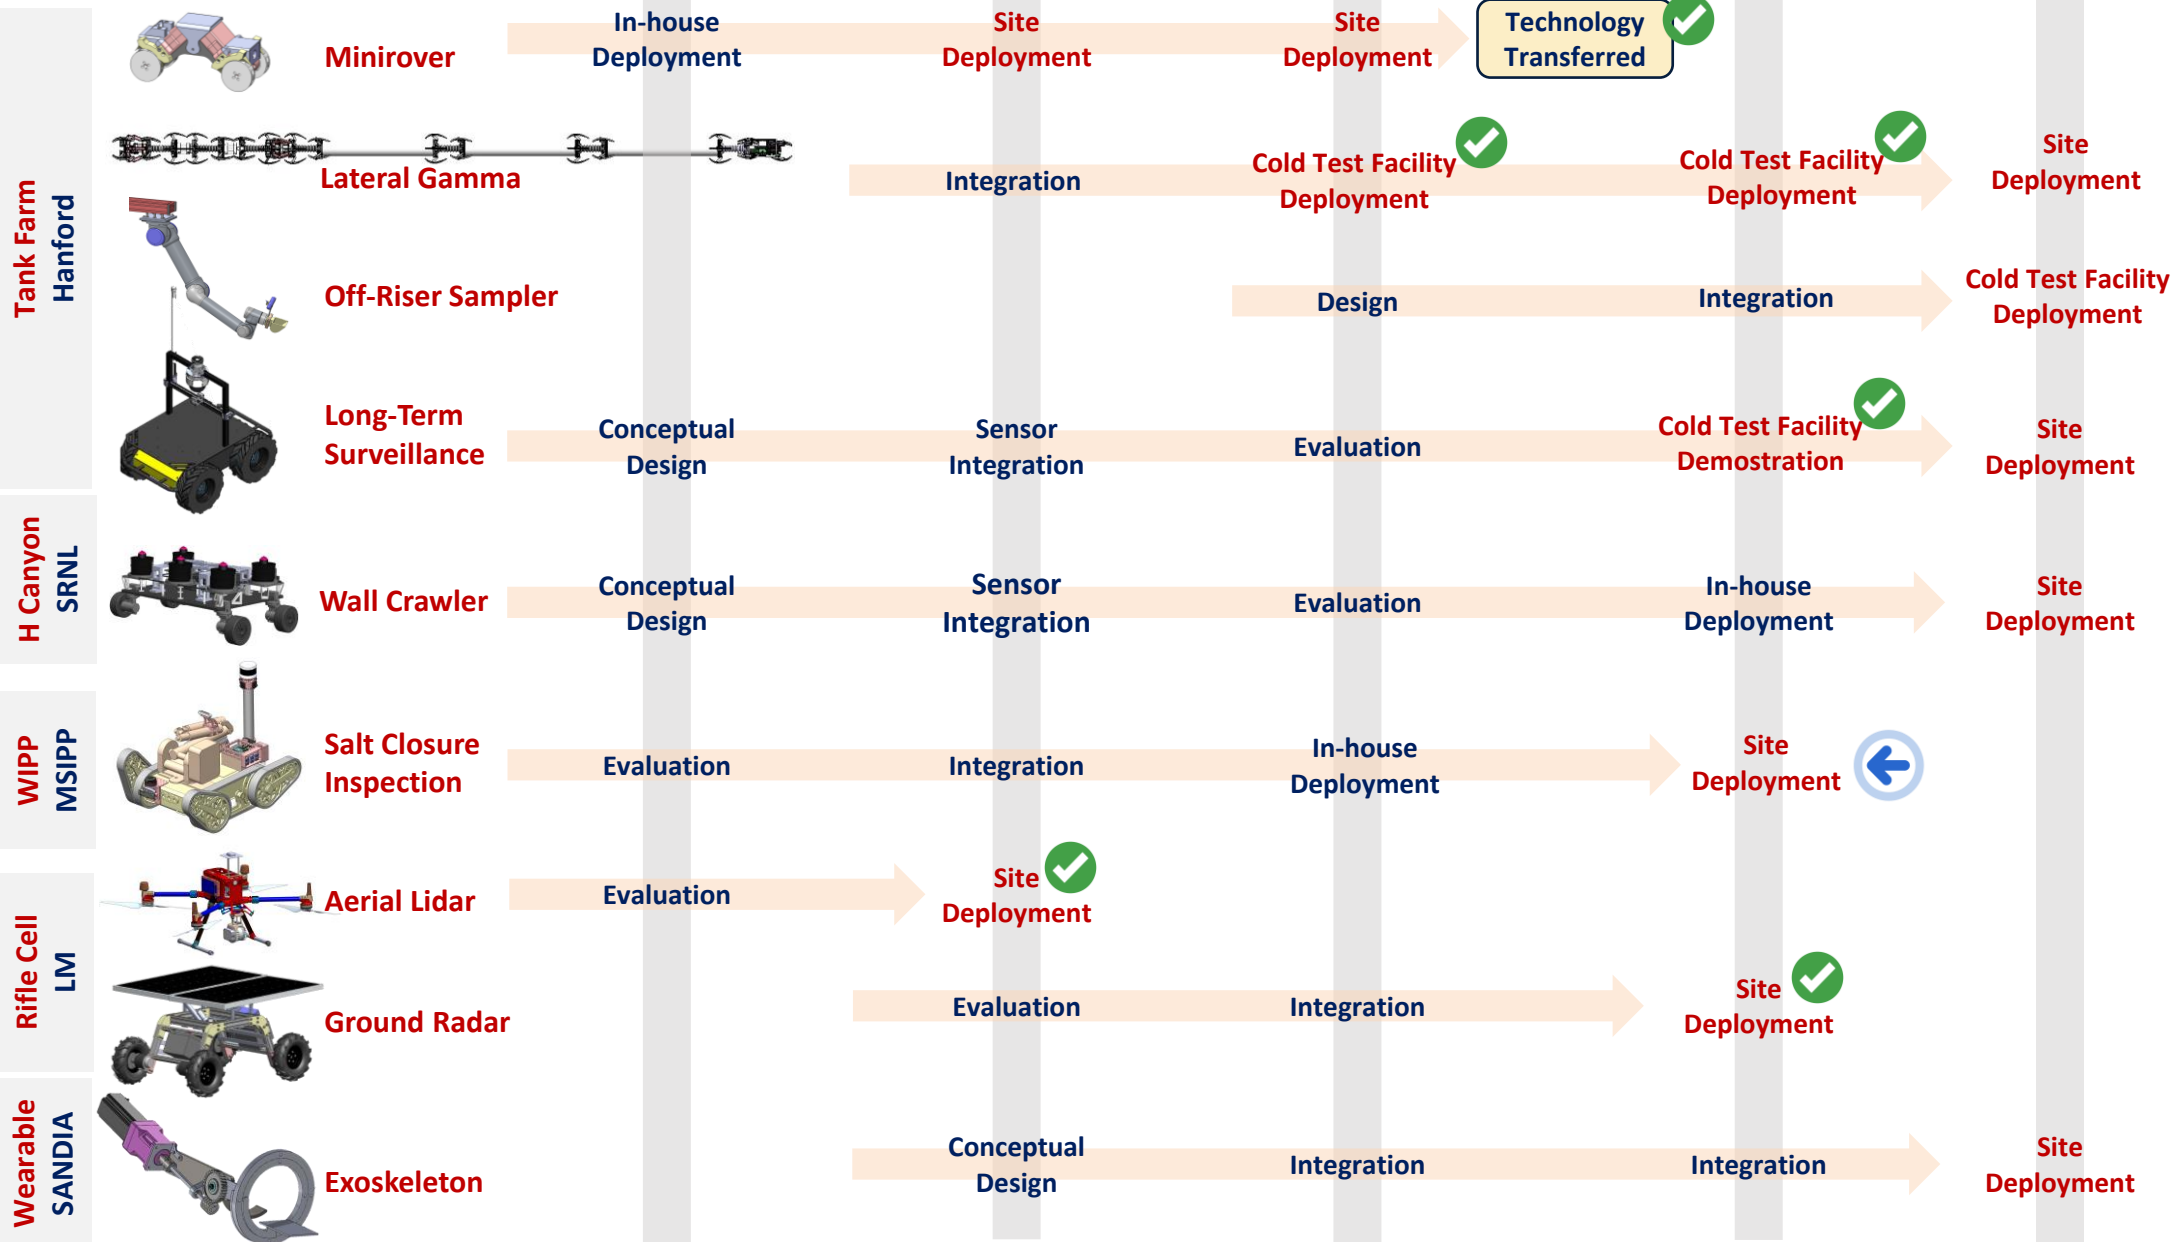 Tank Farm
Hanford
Minirover
In-house
Deployment
Site
Deployment
Site
Deployment
Technology
Transferred
Lateral Gamma
Integration
Cold Test Facility
Deployment
Cold Test Facility
Deployment
Site
Deployment
Off-Riser Sampler
Design
Integration
Cold Test Facility
Deployment
Long-Term
Surveillance
Conceptual
Design
Sensor
Integration
Evaluation
Cold Test Facility
Demostration
Site
Deployment
H Canyon
SRNL
Wall Crawler
Conceptual
Design
Sensor
Integration
Evaluation
In-house
Deployment
Site
Deployment
WIPP
MSIPP
Salt Closure
Inspection
Evaluation
Integration
In-house
Deployment
Site
Deployment
Rifle Cell
LM
Aerial Lidar
Evaluation
Site
Deployment
Ground Radar
Evaluation
Integration
Site
Deployment
Wearable
SANDIA
Exoskeleton
Conceptual
Design
Integration
Integration
Site
Deployment